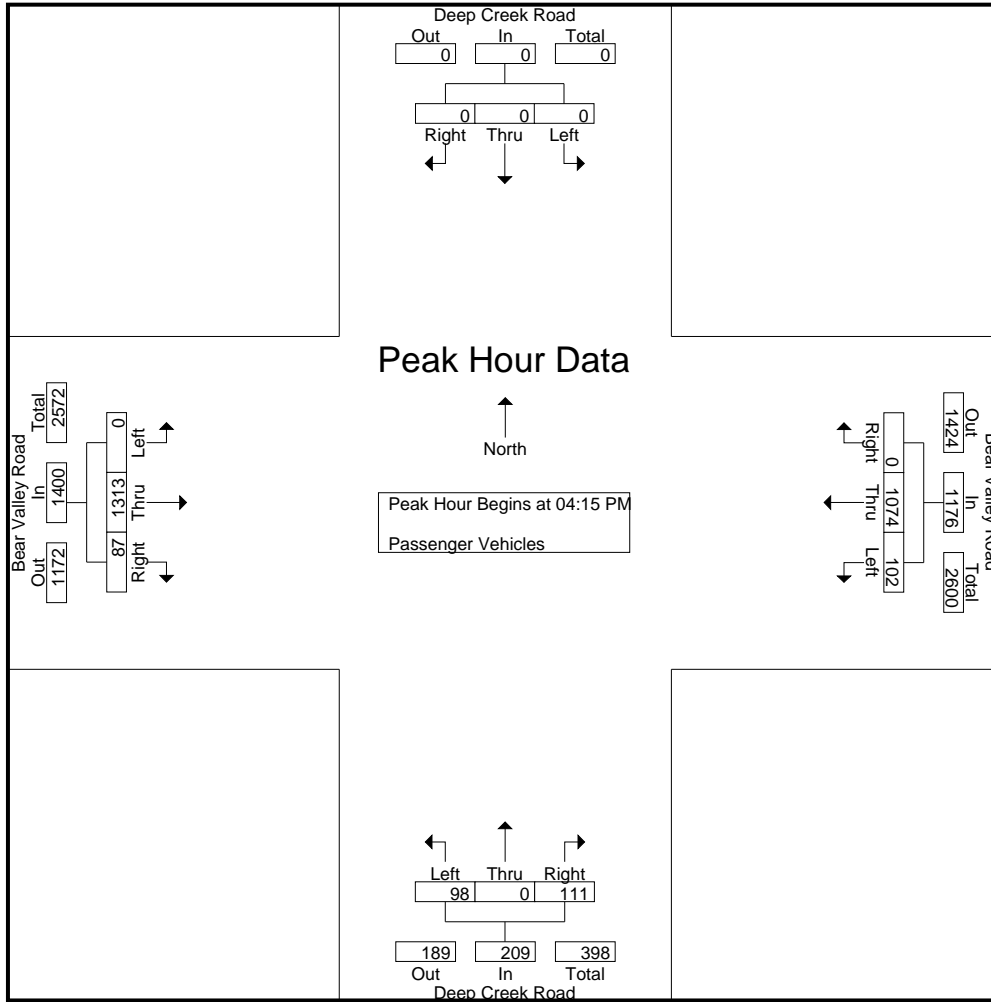 Deep Creek Road
Out In Total
0 0 0
0 0 0
Right Thru Left
Peak Hour Data
North
Peak Hour Begins at 04:15 PM
Passenger Vehicles
Bear Valley Road
Out In Total
1172 1400 2572
Right Thru Left
87 1313 0
Bear Valley Road
Out In Total
1424 1176 2600
Right Thru Left
0 1074 102
Left Thru Right
98 0 111
189 209 398
Out In Total
Deep Creek Road